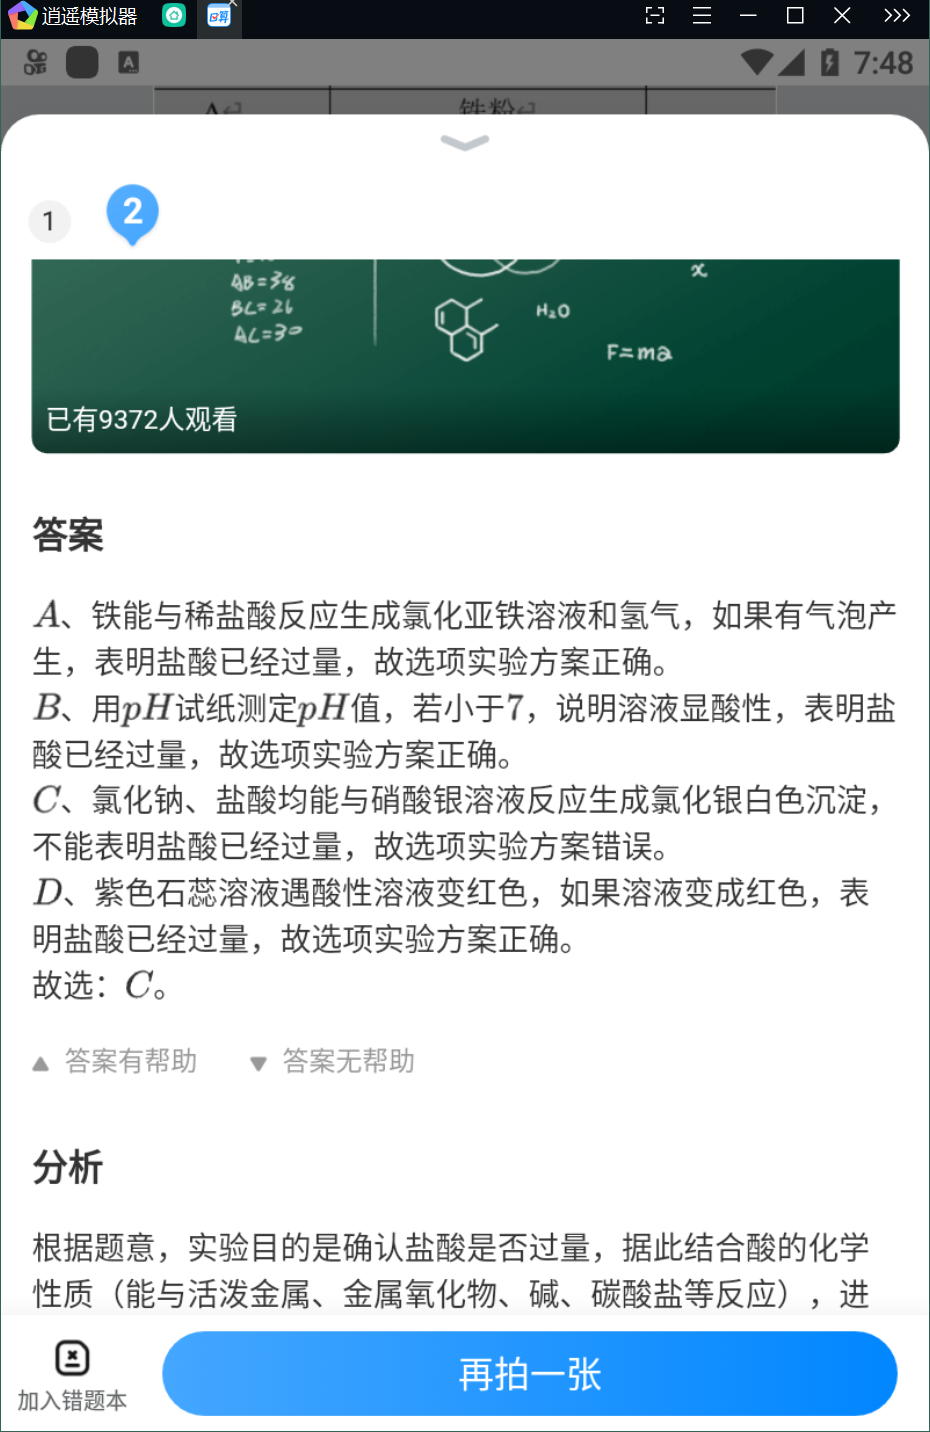 逍遥模拟器
7:48
铁粉
1
2
AB=38
BC=26
AC=30
x
H₂O
F=ma
已有9372人观看
答案
A、铁能与稀盐酸反应生成氯化亚铁溶液和氢气，如果有气泡产
生，表明盐酸已经过量，故选项实验方案正确。
B、用pH试纸测定pH值，若小于7，说明溶液显酸性，表明盐
酸已经过量，故选项实验方案正确。
C、氯化钠、盐酸均能与硝酸银溶液反应生成氯化银白色沉淀，
不能表明盐酸已经过量，故选项实验方案错误。
D、紫色石蕊溶液遇酸性溶液变红色，如果溶液变成红色，表
明盐酸已经过量，故选项实验方案正确。
故选：C。
答案有帮助
答案无帮助
分析
根据题意，实验目的是确认盐酸是否过量，据此结合酸的化学
性质（能与活泼金属、金属氧化物、碱、碳酸盐等反应），进
加入错题本
再拍一张